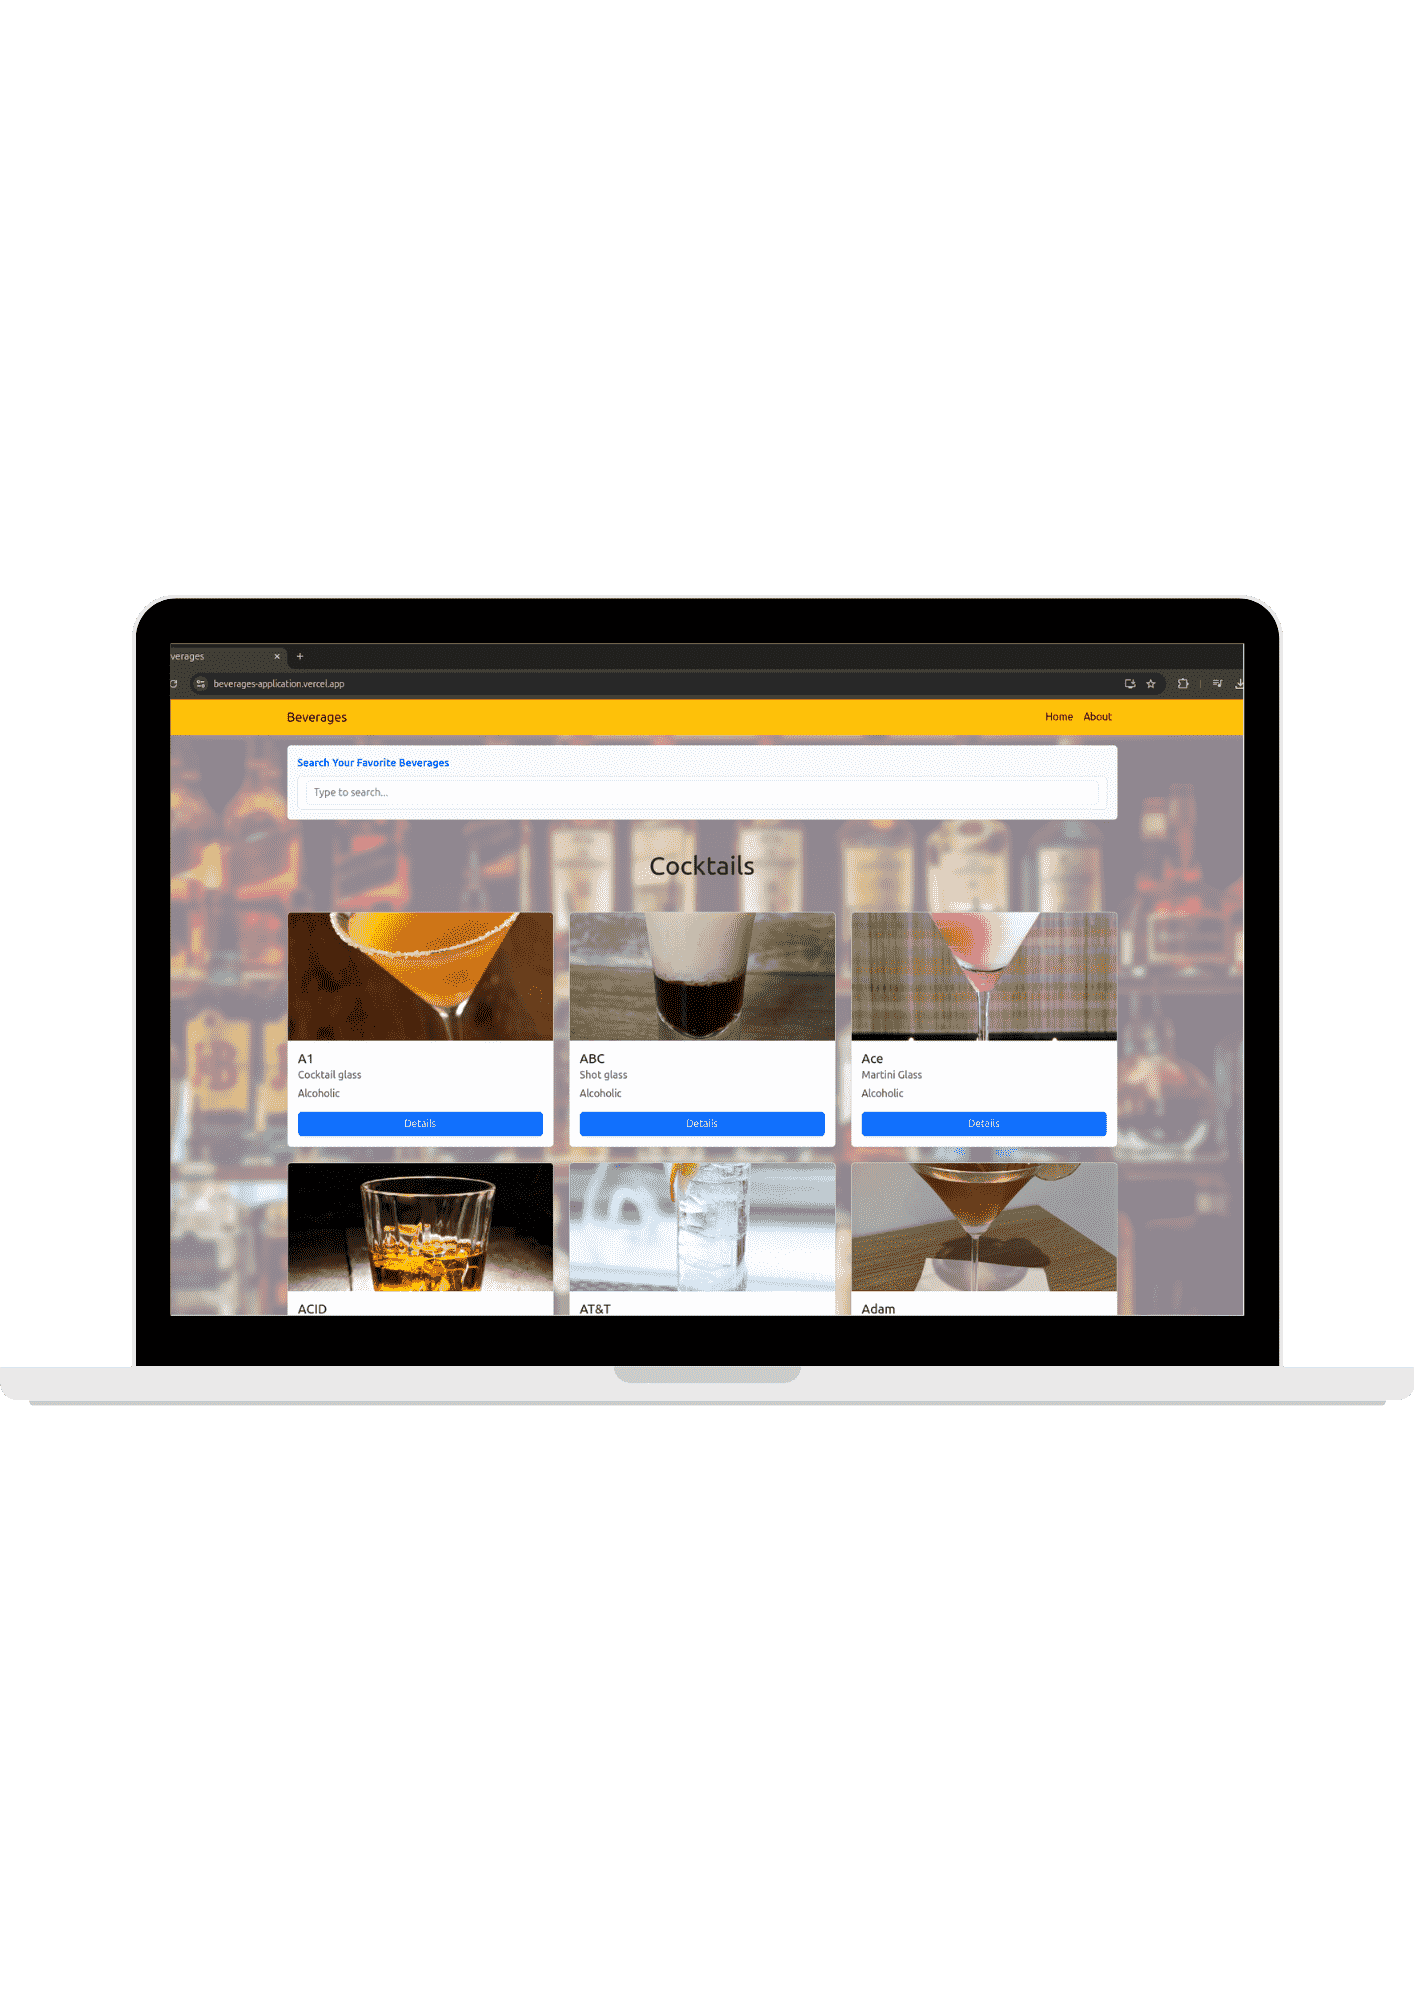 verages
beverages-application.vercel.app
Beverages
Home About
Search Your Favorite Beverages
Type to search...
Cocktails
A1
Cocktail glass
Alcoholic
Details
ABC
Shot glass
Alcoholic
Details
Ace
Martini Glass
Alcoholic
Details
ACID
AT&T
Adam